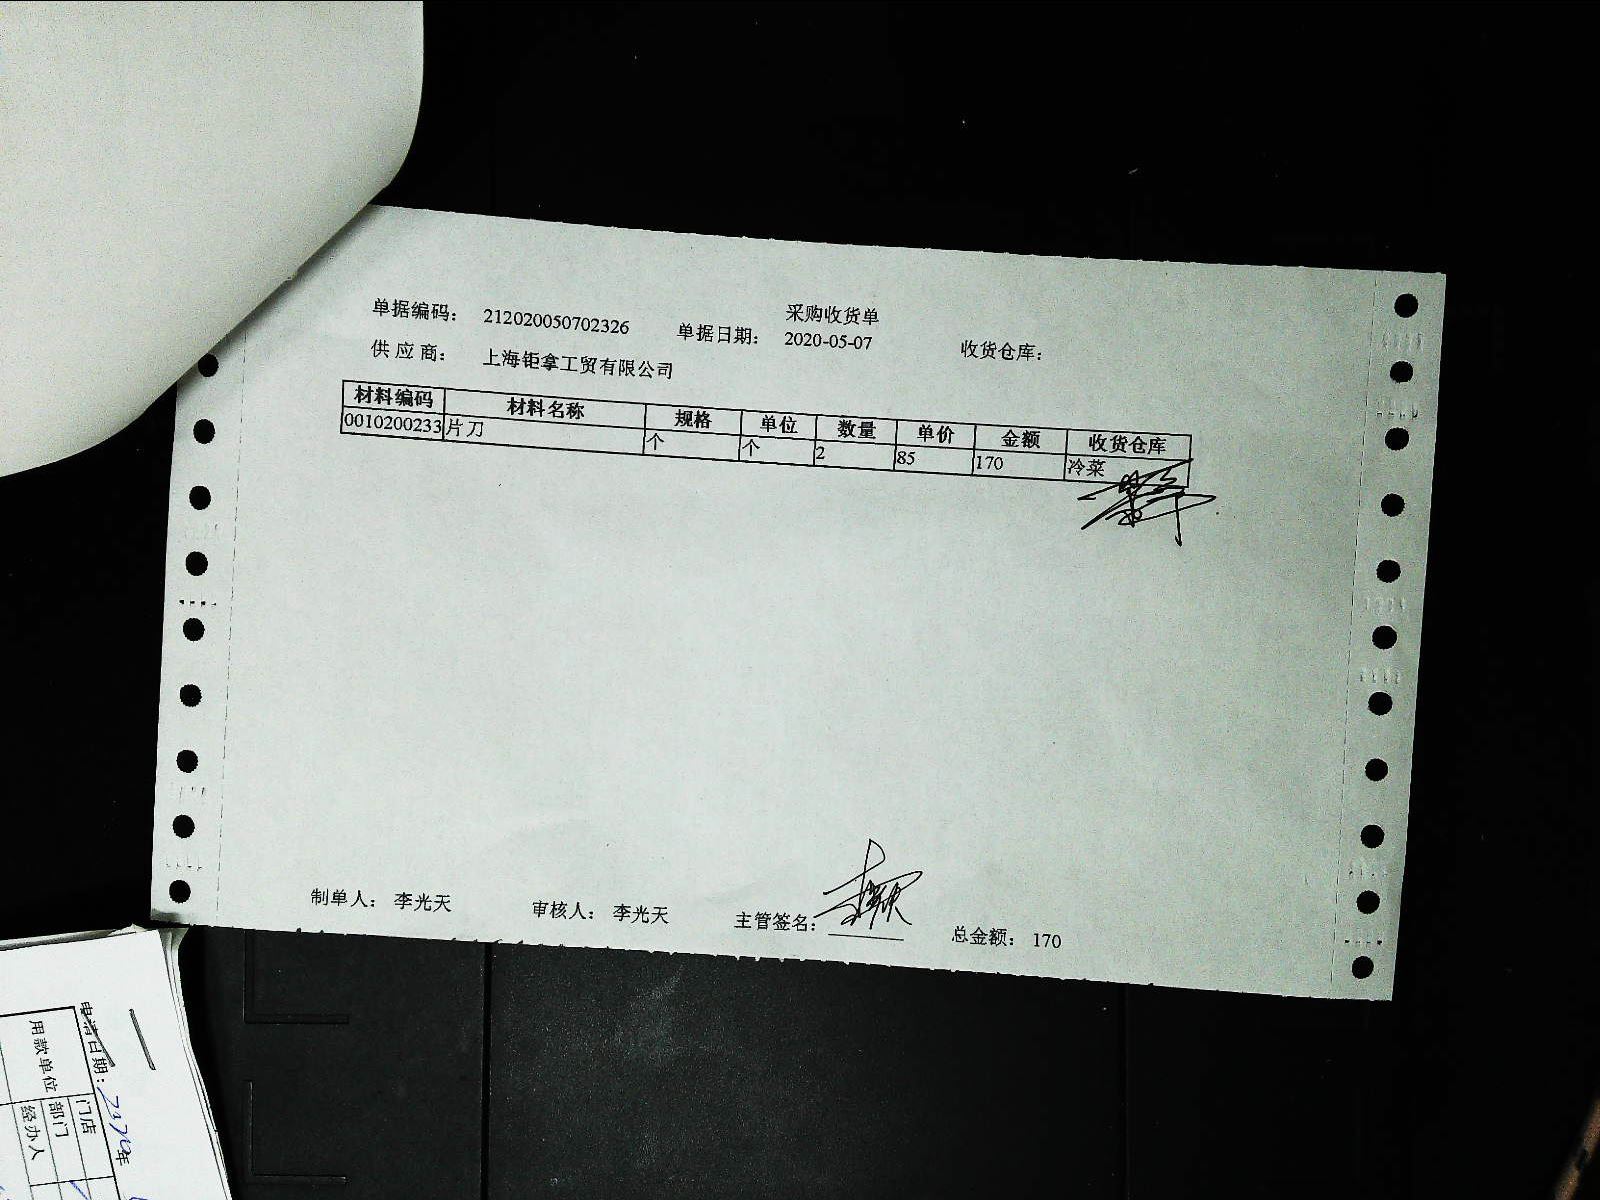 采购收货单
单据编码： 212020050702326 单据日期： 2020-05-07 收货仓库：
供应商： 上海钜拿工贸有限公司
材料编码 材料名称 规格 单位 数量 单价 金额 收货仓库
0010200233 片刀 个 个 2 85 170 冷菜
制单人： 李光天 审核人： 李光天 主管签名： 总金额： 170
申请日期： 年
用款单位 门店
部门
经办人